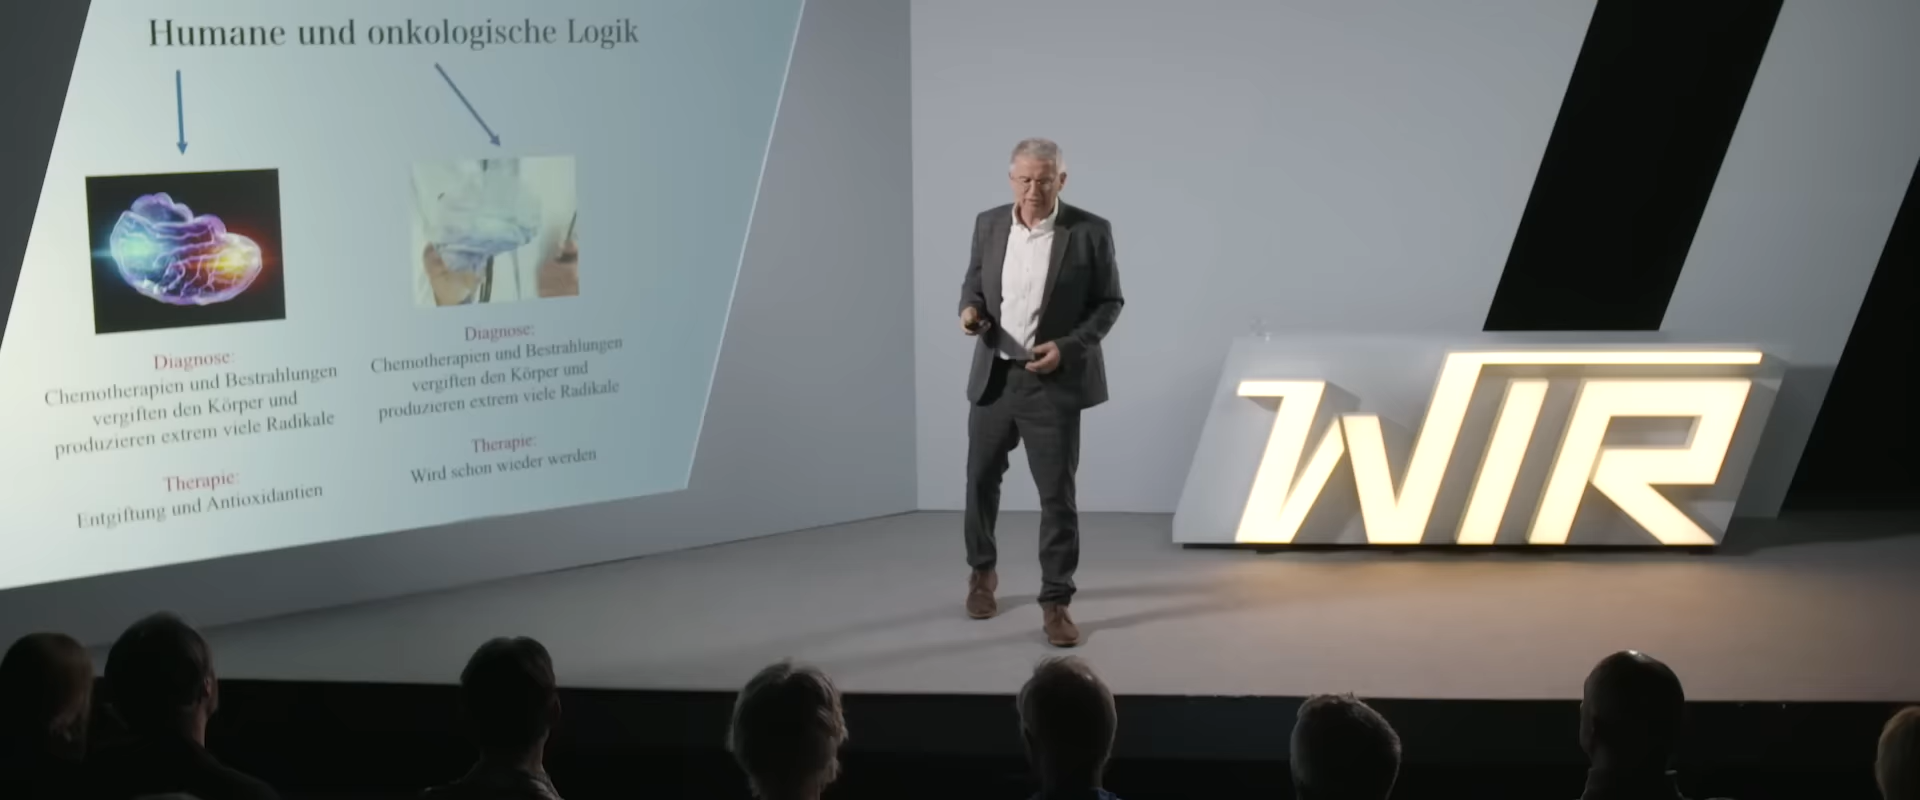 Humane und onkologische Logik
Diagnose:
Chemotherapien und Bestrahlungen
vergiften den Körper und
produzieren extrem viele Radikale
Therapie:
Entgiftung und Antioxidantien
Diagnose:
Chemotherapien und Bestrahlungen
vergiften den Körper und
produzieren extrem viele Radikale
Therapie:
Wird schon wieder werden
WIR